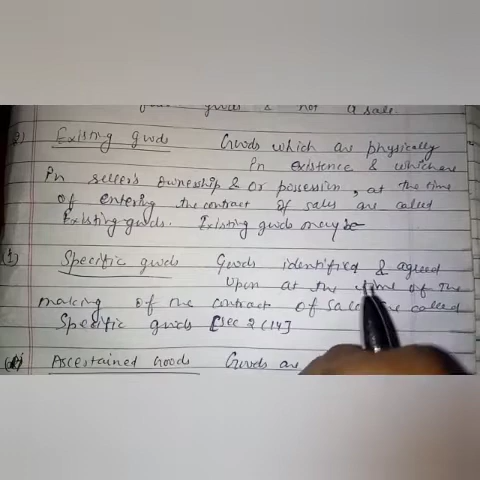 goods & not a sale.
2) Existing goods Goods which are physically
in existence & which are
in seller's ownership & or possession, at the time
of entering the contract of sales are called
Existing goods. Existing goods may be
(1) Specific goods Goods identified & agreed
upon at the time of the
making of the contract of sale are called
Specific goods [Sec 2 (14]
Ascestained Goods Goods are